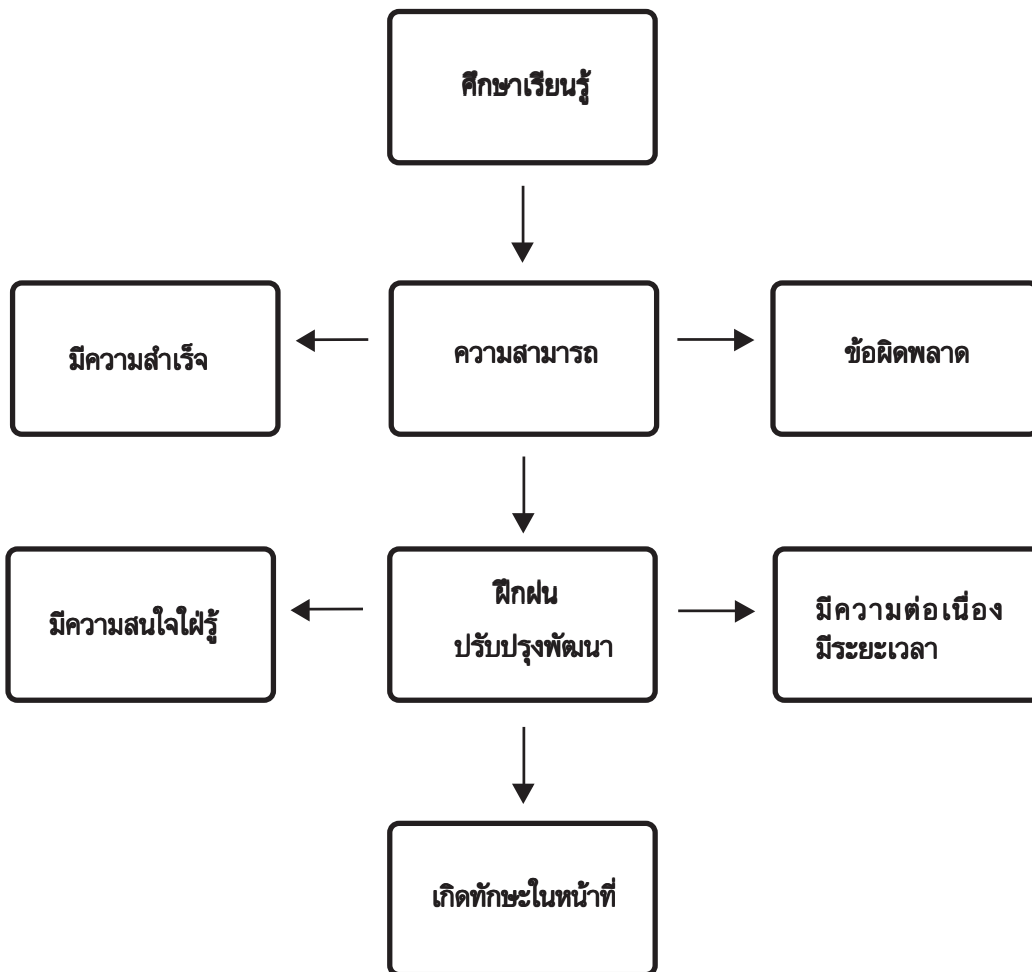 ศึกษาเรียนรู้
มีความสำเร็จ
ความสามารถ
ข้อผิดพลาด
มีความสนใจใฝ่รู้
ฝึกฝน
ปรับปรุงพัฒนา
มีความต่อเนื่อง
มีระยะเวลา
เกิดทักษะในหน้าที่